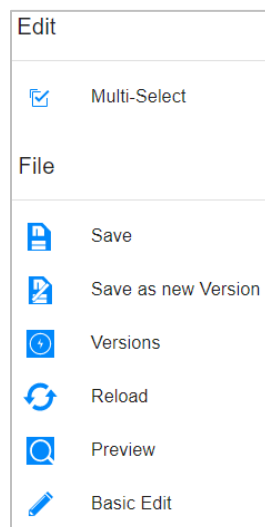 Edit
Multi-Select
File
Save
Save as new Version
Versions
Reload
Preview
Basic Edit